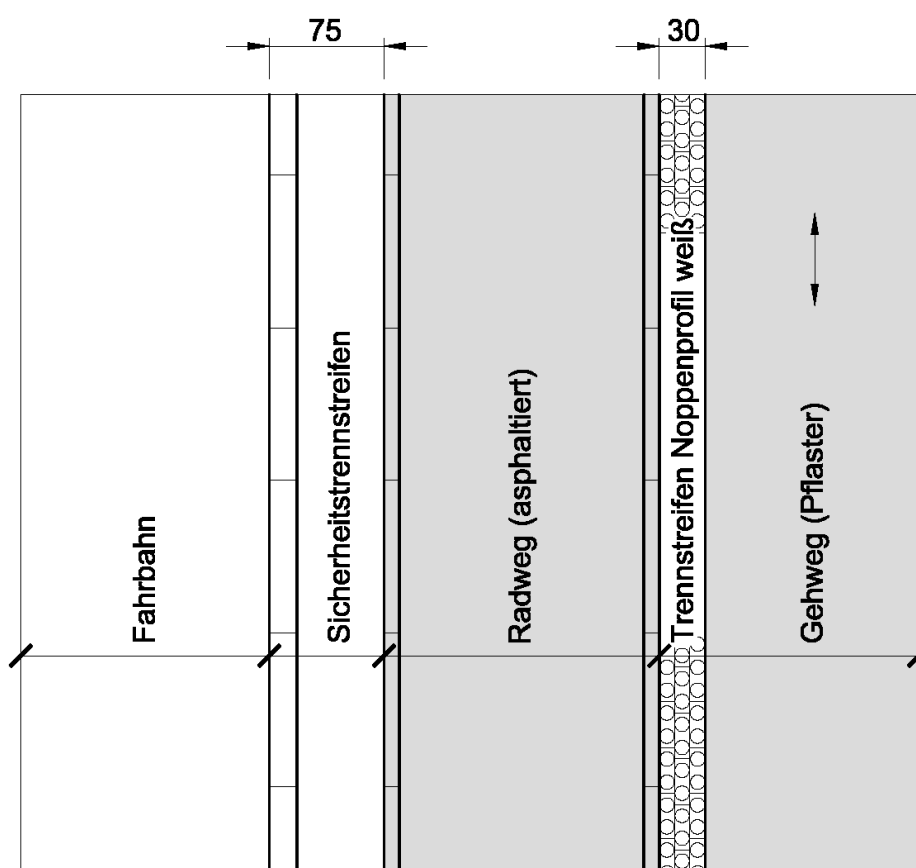 75
30
Fahrbahn
Sicherheitstrennstreifen
Radweg (asphaltiert)
Trennstreifen Noppenprofil weiß
Gehweg (Pflaster)